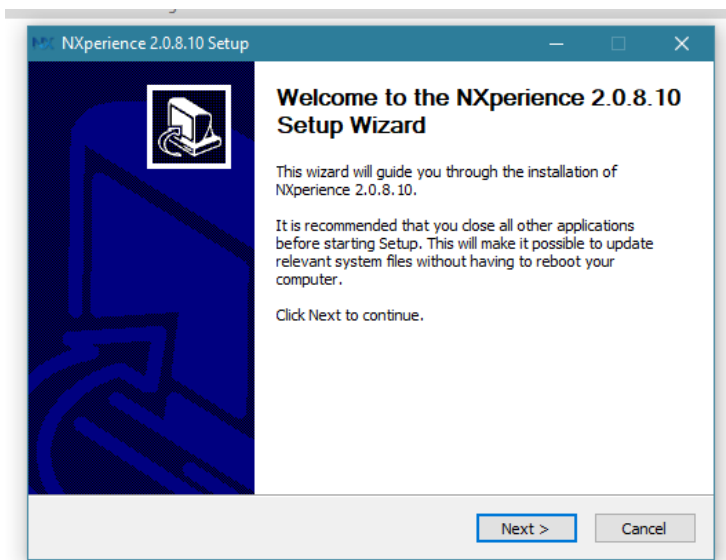 NXperience 2.0.8.10 Setup
Welcome to the NXperience 2.0.8.10
Setup Wizard
This wizard will guide you through the installation of
NXperience 2.0.8.10.
It is recommended that you close all other applications
before starting Setup. This will make it possible to update
relevant system files without having to reboot your
computer.
Click Next to continue.
Next >
Cancel